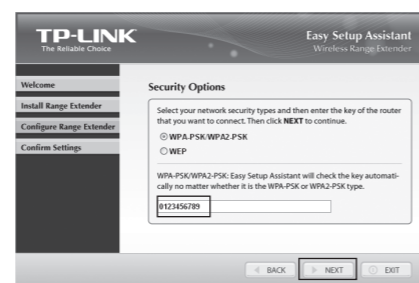 TP-LINK
The Reliable Choice
Easy Setup Assistant
Wireless Range Extender
Welcome
Install Range Extender
Configure Range Extender
Confirm Settings
Security Options
Select your network security types and then enter the key of the router
that you want to connect. Then click NEXT to continue.
WPA-PSK/WPA2-PSK
WEP
WPA-PSK/WPA2-PSK: Easy Setup Assistant will check the key automati-
cally no matter whether it is the WPA-PSK or WPA2-PSK type.
0123456789
BACK
NEXT
EXIT